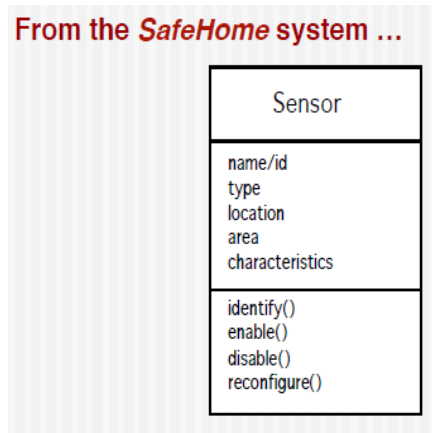 From the SafeHome system ...
Sensor
name/id
type
location
area
characteristics
identify()
enable()
disable()
reconfigure()